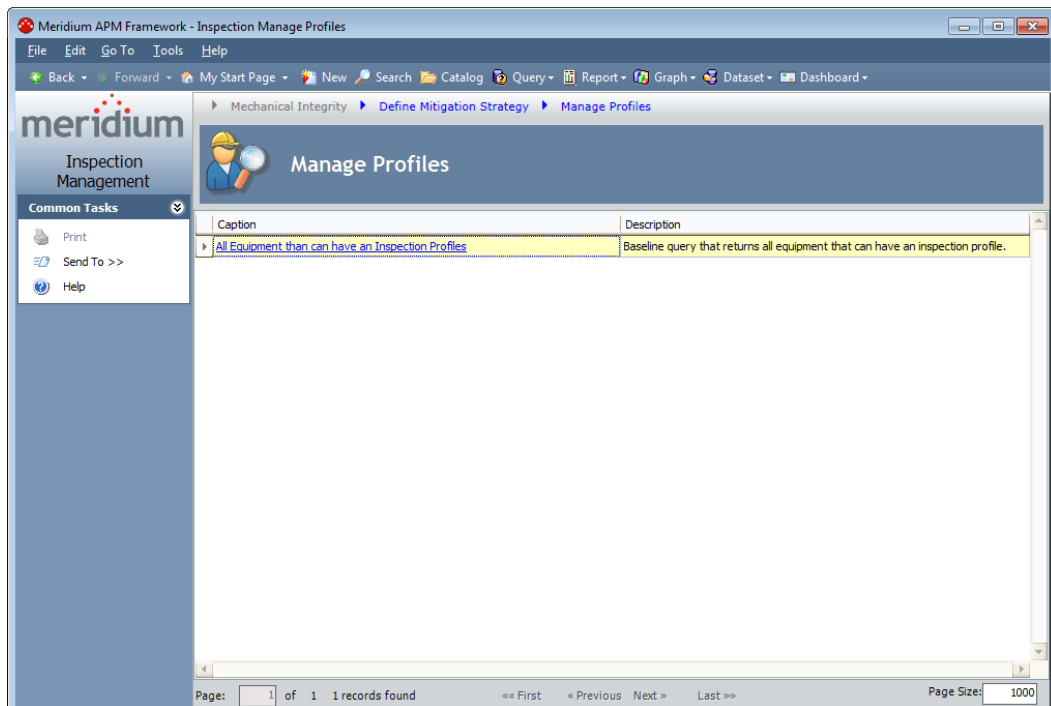 Meridium APM Framework - Inspection Manage Profiles
File Edit Go To Tools Help
Back Forward My Start Page New Search Catalog Query Report Graph Dataset Dashboard
meridium
Inspection
Management
Common Tasks
Print
Send To >>
Help
Mechanical Integrity Define Mitigation Strategy Manage Profiles
Manage Profiles
Caption Description
All Equipment than can have an Inspection Profiles Baseline query that returns all equipment that can have an inspection profile.
Page: 1 of 1 1 records found «« First « Previous Next » Last »» Page Size: 1000